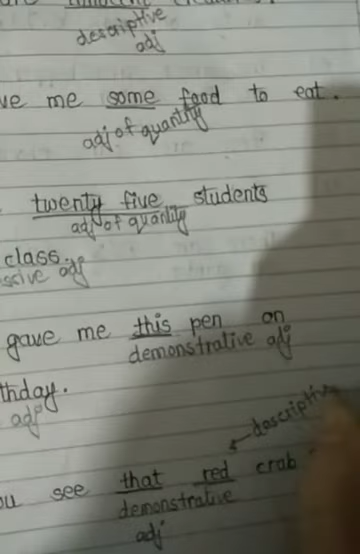 descriptive
adj
ve me some food to eat.
adj of quantity
twenty five students
adj of quantity
class.
adj
gave me this pen on
demonstrative adj
thday.
adj
descriptive
ou see that red crab
demonstrative
adj